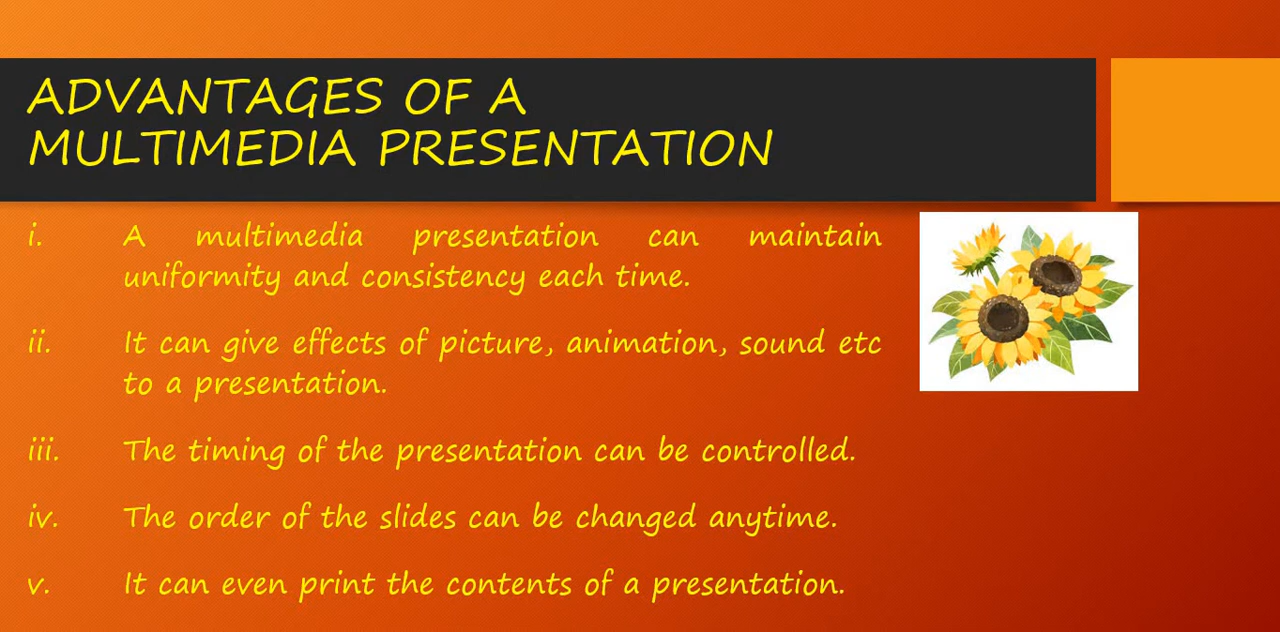 ADVANTAGES OF A
MULTIMEDIA PRESENTATION
i. A multimedia presentation can maintain
uniformity and consistency each time.
ii. It can give effects of picture, animation, sound etc
to a presentation.
iii. The timing of the presentation can be controlled.
iv. The order of the slides can be changed anytime.
v. It can even print the contents of a presentation.